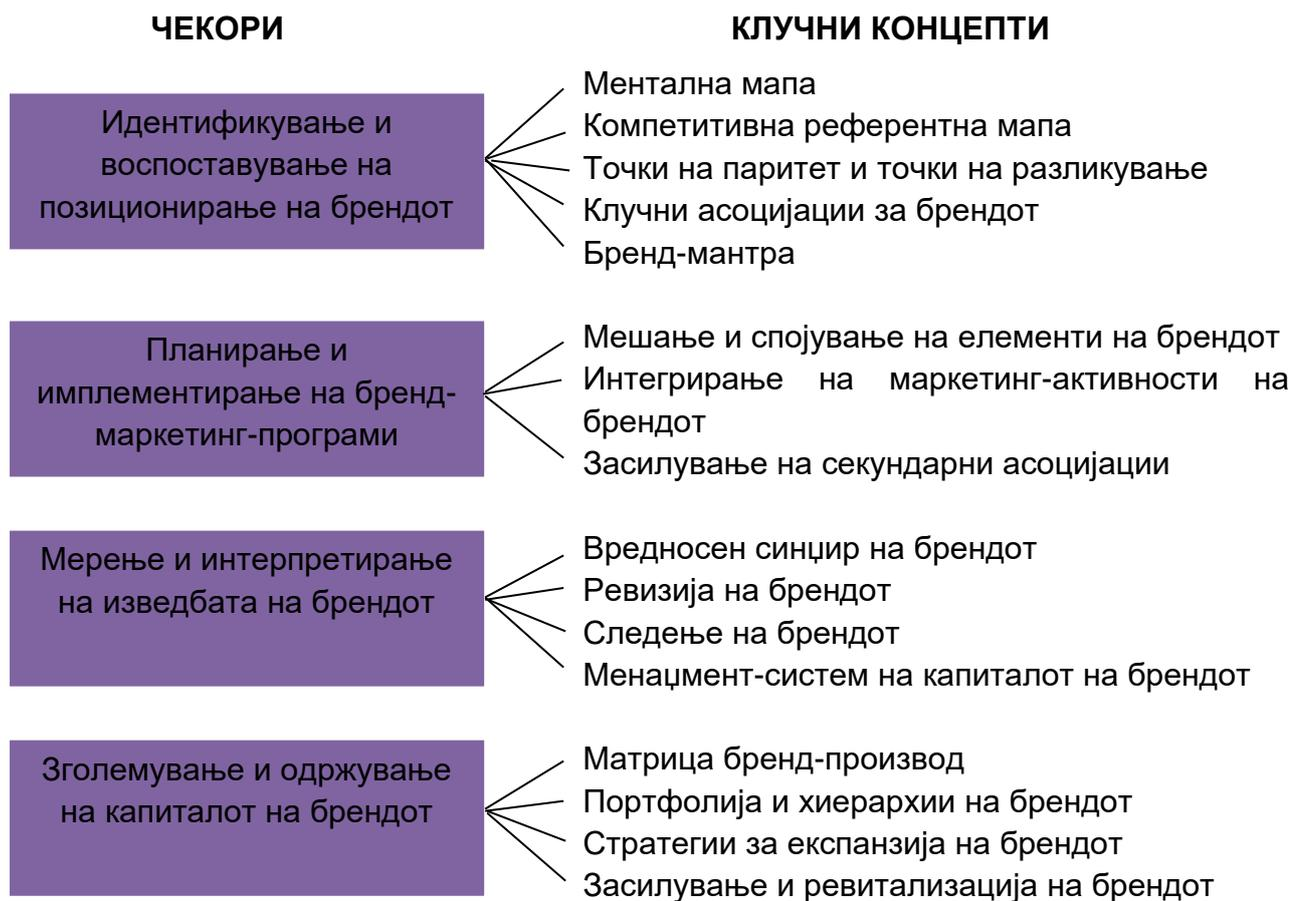 ЧЕКОРИ
КЛУЧНИ КОНЦЕПТИ
Идентификување и
воспоставување на
позиционирање на брендот
Ментална мапа
Компетитивна референтна мапа
Точки на паритет и точки на разликување
Клучни асоцијации за брендот
Бренд-мантра
Планирање и
имплементирање на бренд-
маркетинг-програми
Мешање и спојување на елементи на брендот
Интегрирање на маркетинг-активности на
брендот
Засилување на секундарни асоцијации
Мерење и интерпретирање
на изведбата на брендот
Вредносен синџир на брендот
Ревизија на брендот
Следење на брендот
Менаџмент-систем на капиталот на брендот
Зголемување и одржување
на капиталот на брендот
Матрица бренд-производ
Портфолија и хиерархии на брендот
Стратегии за експанзија на брендот
Засилување и ревитализација на брендот